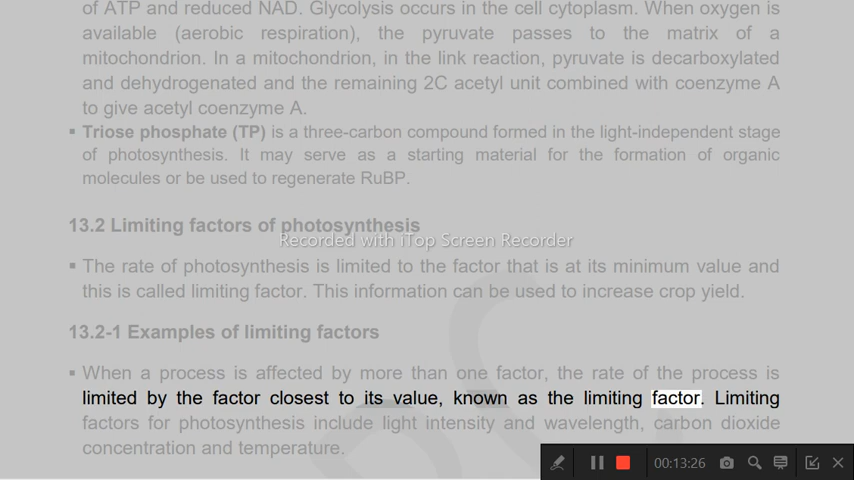 of ATP and reduced NAD. Glycolysis occurs in the cell cytoplasm. When oxygen is
available (aerobic respiration), the pyruvate passes to the matrix of a
mitochondrion. In a mitochondrion, in the link reaction, pyruvate is decarboxylated
and dehydrogenated and the remaining 2C acetyl unit combined with coenzyme A
to give acetyl coenzyme A.
▪ Triose phosphate (TP) is a three-carbon compound formed in the light-independent stage
of photosynthesis. It may serve as a starting material for the formation of organic
molecules or be used to regenerate RuBP.
13.2 Limiting factors of photosynthesis
Recorded with iTop Screen Recorder
▪ The rate of photosynthesis is limited to the factor that is at its minimum value and
this is called limiting factor. This information can be used to increase crop yield.
13.2-1 Examples of limiting factors
▪ When a process is affected by more than one factor, the rate of the process is
limited by the factor closest to its value, known as the limiting factor. Limiting
factors for photosynthesis include light intensity and wavelength, carbon dioxide
concentration and temperature.
00:13:26